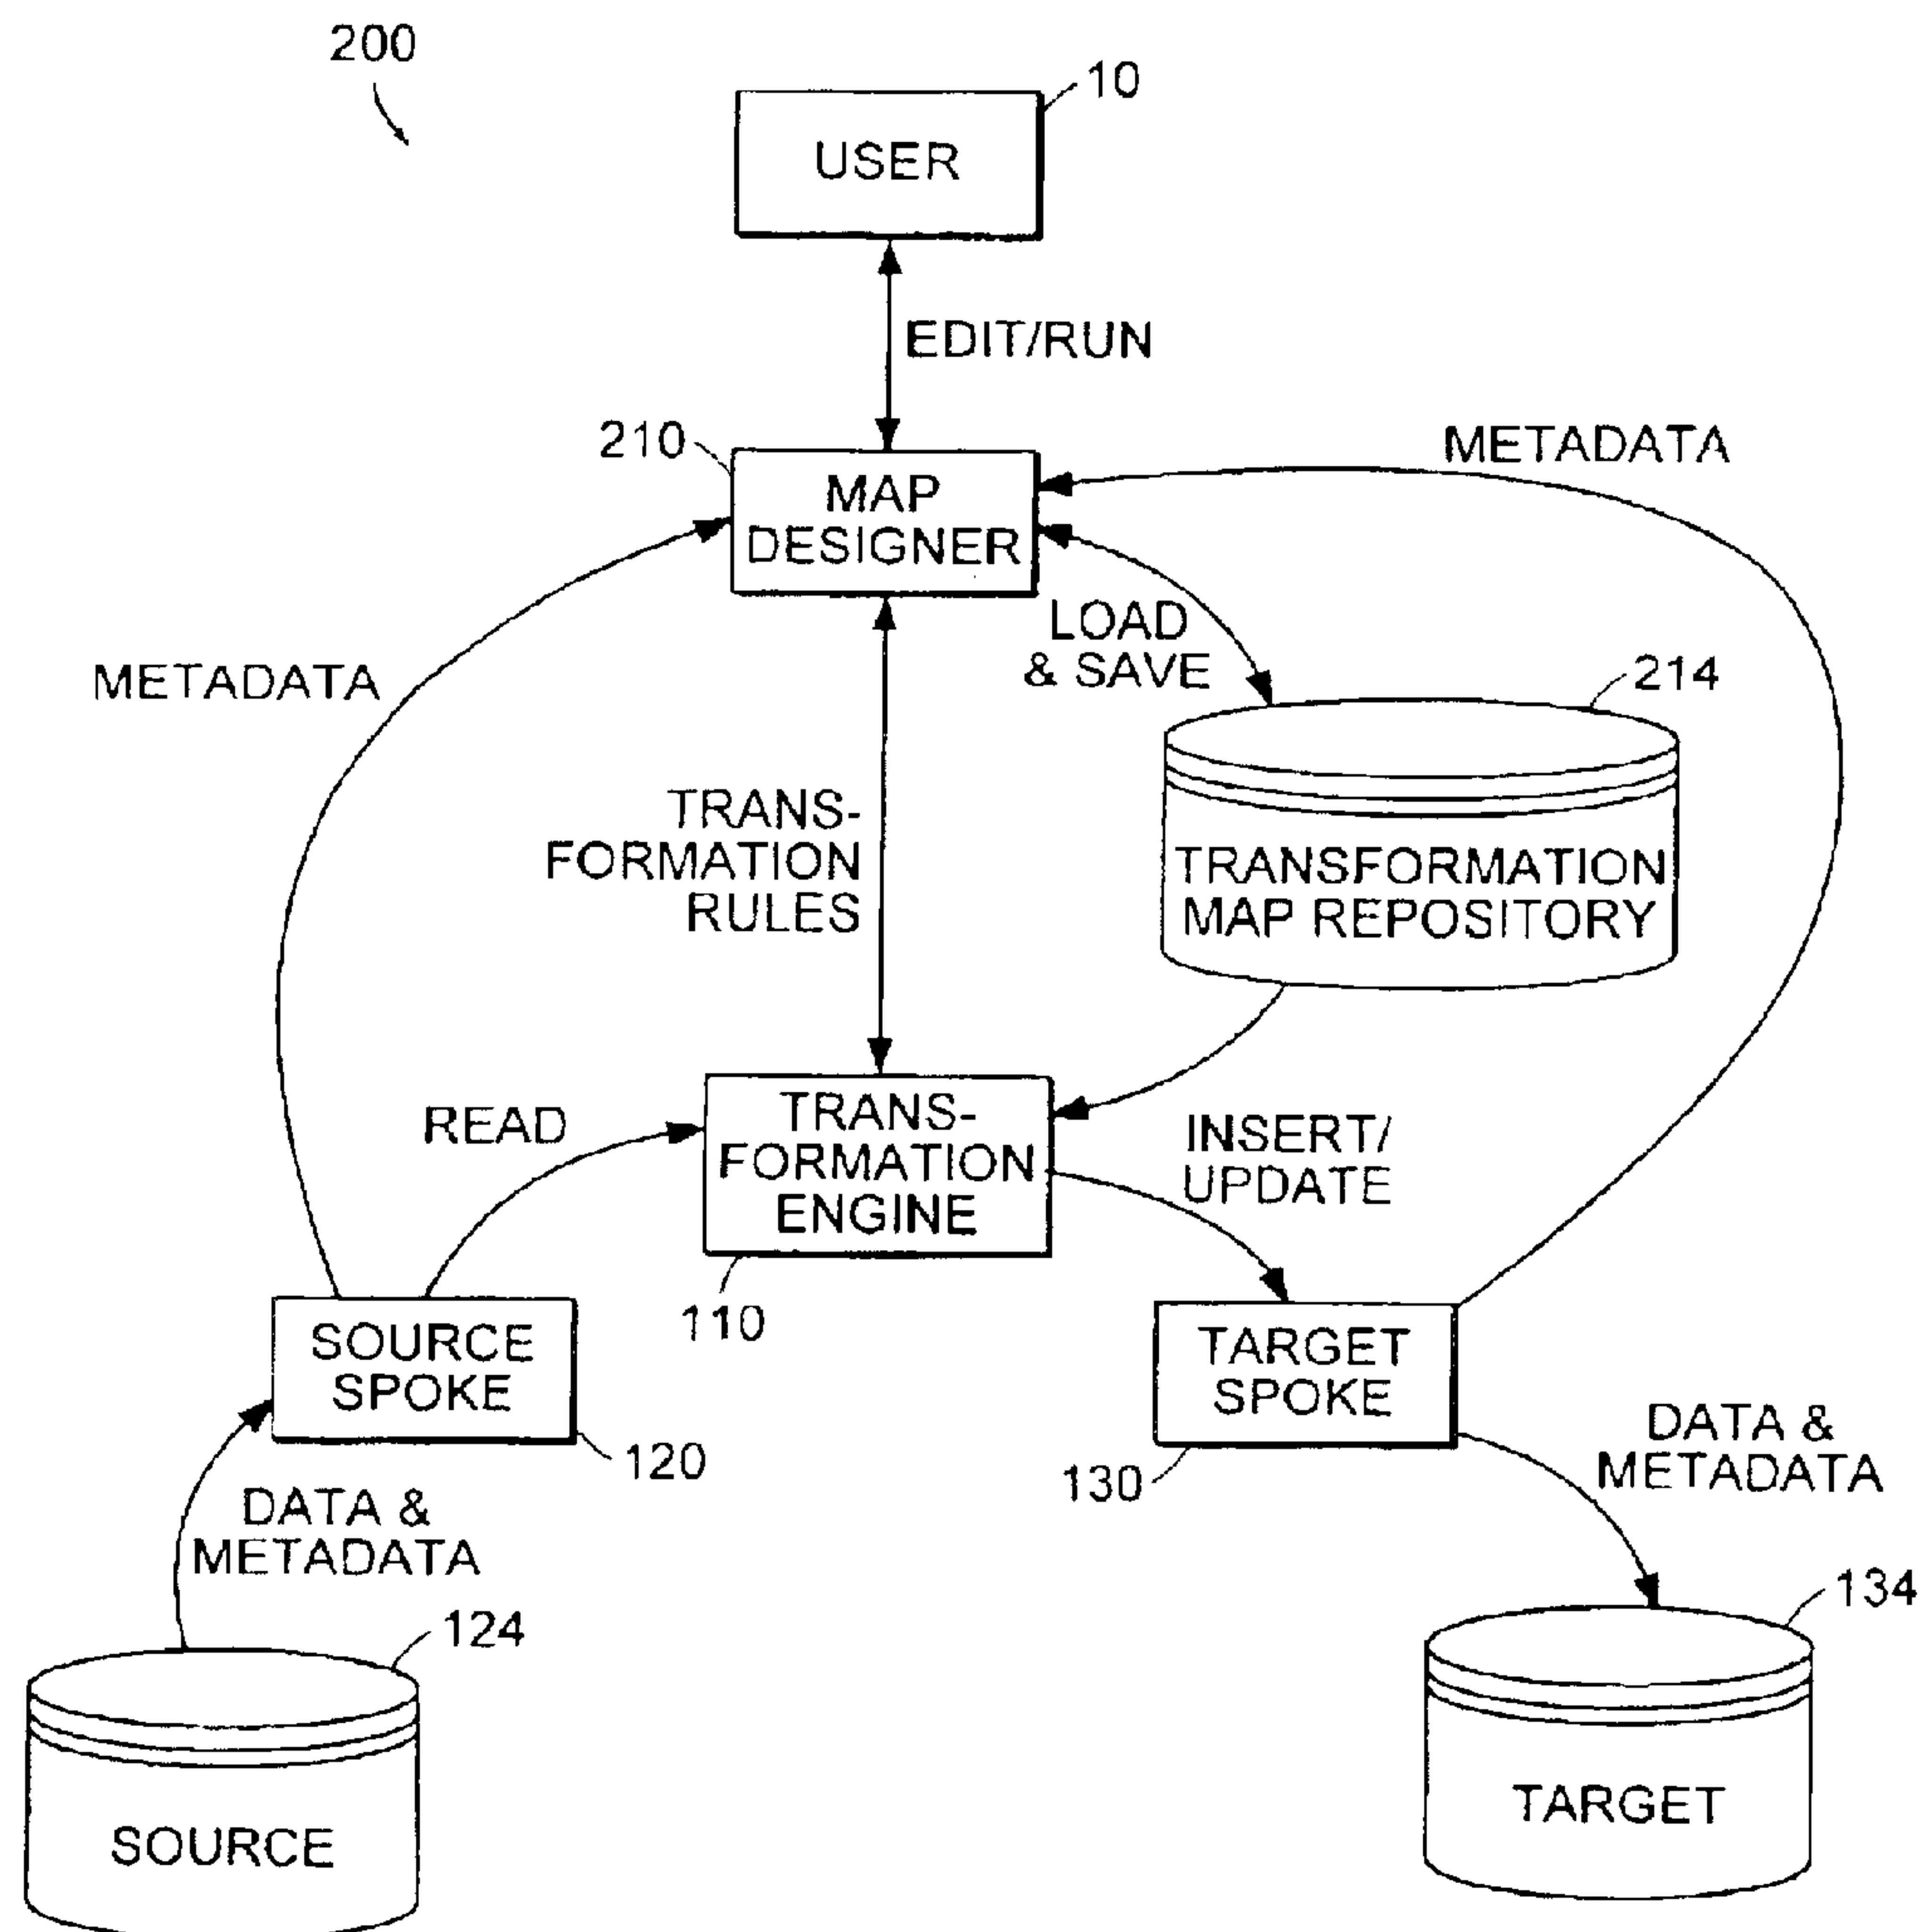 200
10
USER
EDIT/RUN
210
MAP
DESIGNER
METADATA
LOAD
& SAVE
METADATA
214
TRANS-
FORMATION
RULES
TRANSFORMATION
MAP REPOSITORY
READ
TRANS-
FORMATION
ENGINE
INSERT/
UPDATE
110
SOURCE
SPOKE
120
TARGET
SPOKE
130
DATA &
METADATA
DATA &
METADATA
124
SOURCE
134
TARGET